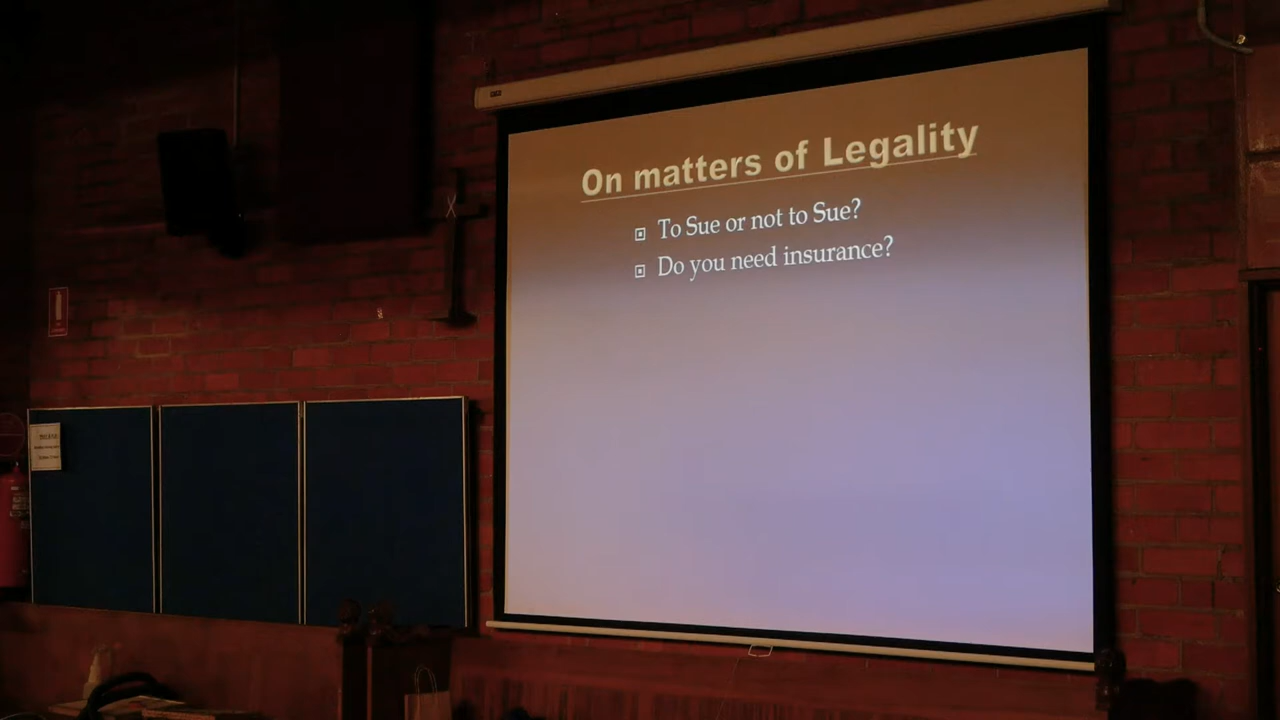 On matters of Legality
To Sue or not to Sue?
Do you need insurance?